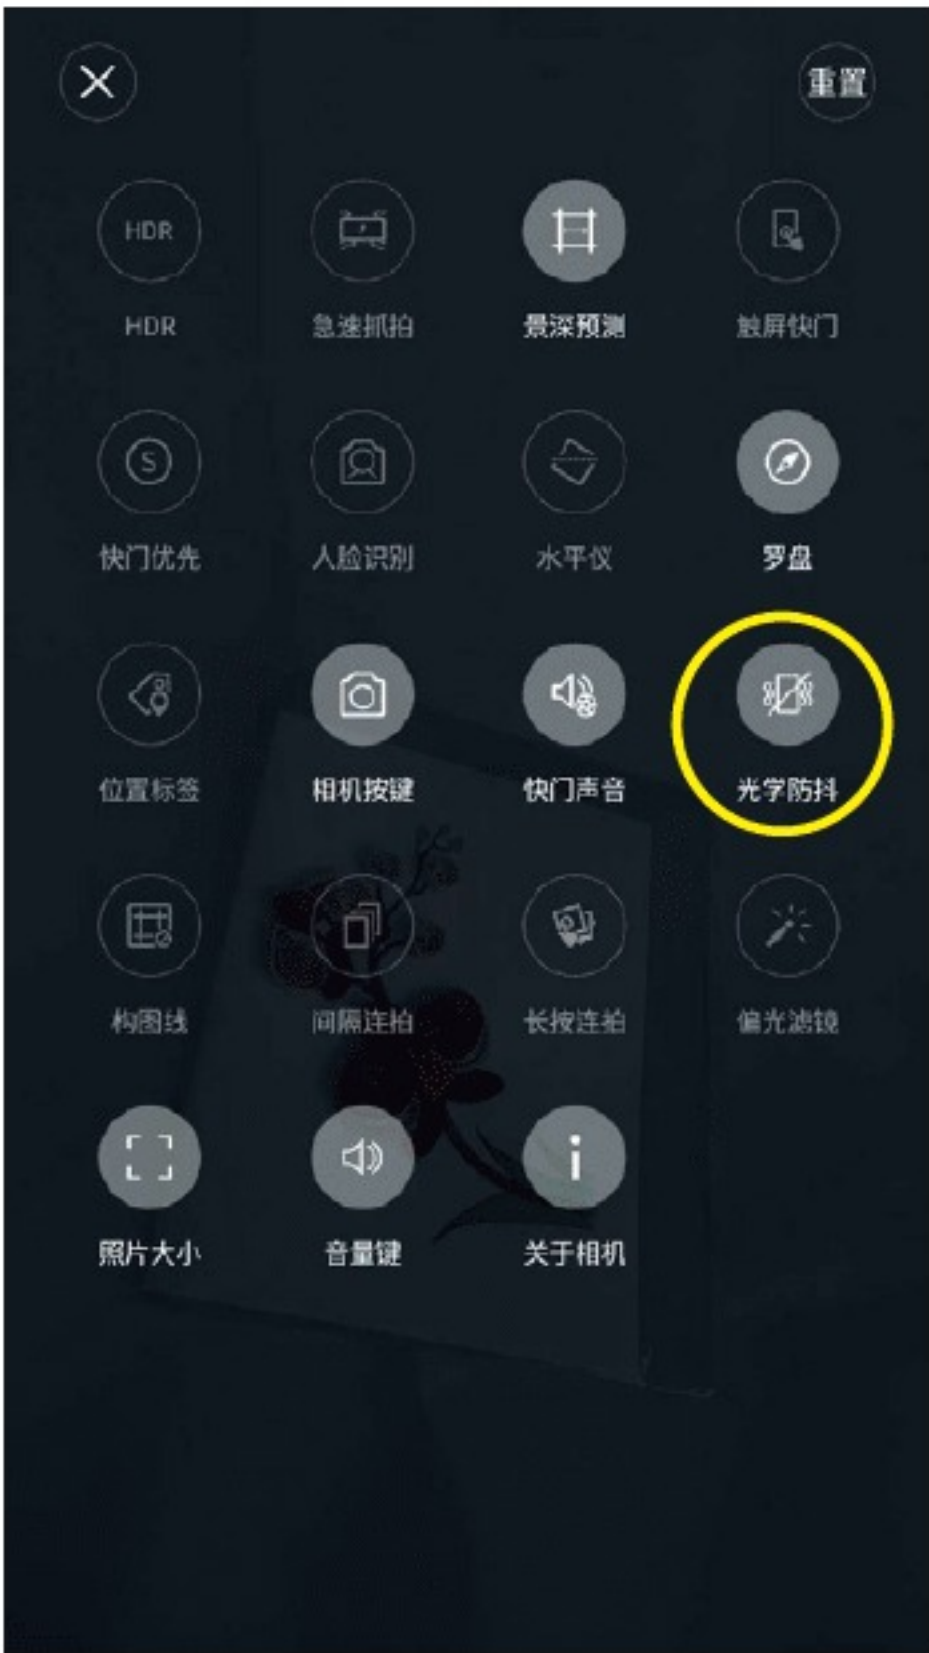 重置
HDR
HDR
急速抓拍
景深预测
触屏快门
S
快门优先
人脸识别
水平仪
罗盘
位置标签
相机按键
快门声音
光学防抖
构图线
间隔连拍
长按连拍
偏光滤镜
照片大小
音量键
关于相机